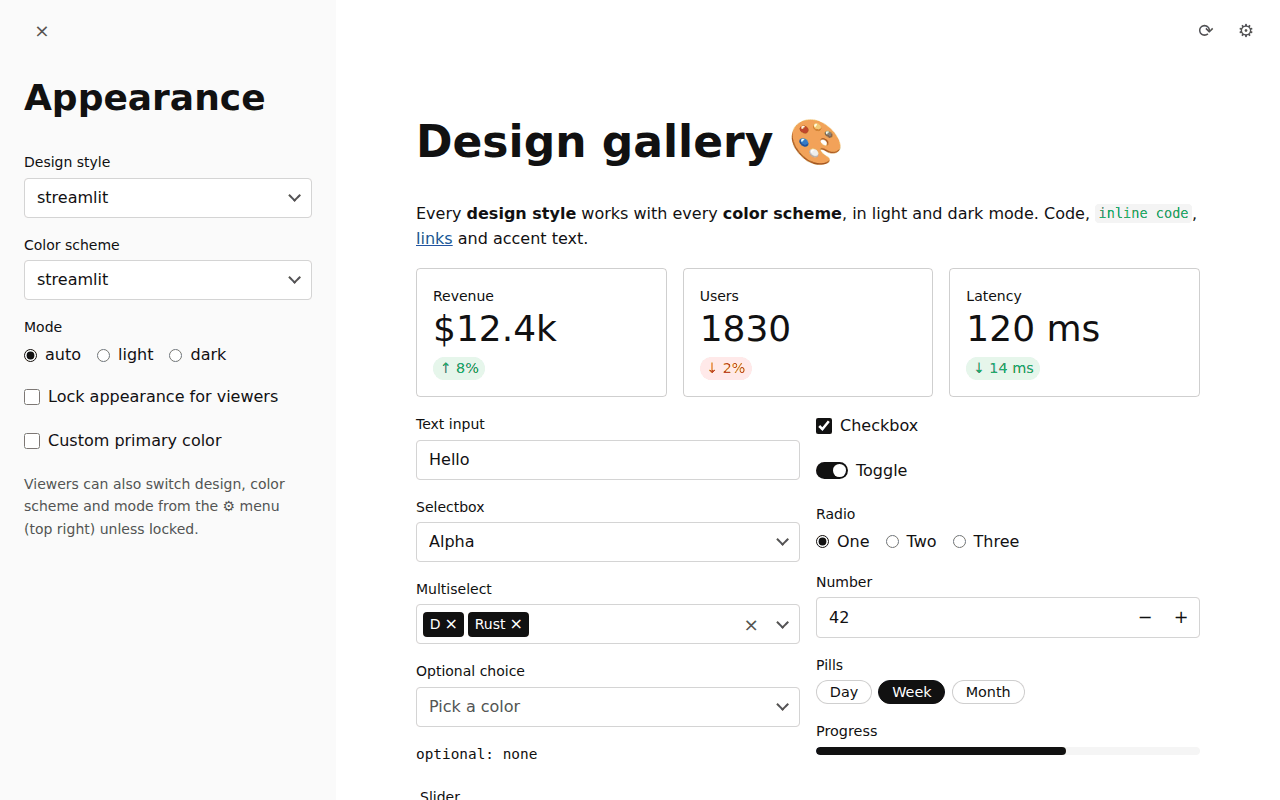 Appearance
Design style
streamlit
Color scheme
streamlit
Mode
auto light dark
Lock appearance for viewers
Custom primary color
Viewers can also switch design, color
scheme and mode from the ⚙ menu
(top right) unless locked.
Design gallery 🎨
Every design style works with every color scheme, in light and dark mode. Code, inline code,
links and accent text.
Revenue
$12.4k
↑ 8%
Users
1830
↓ 2%
Latency
120 ms
↓ 14 ms
Text input
Hello
Selectbox
Alpha
Multiselect
D × Rust ×
Optional choice
Pick a color
optional: none
Slider
Checkbox
Toggle
Radio
One Two Three
Number
42 − +
Pills
Day Week Month
Progress